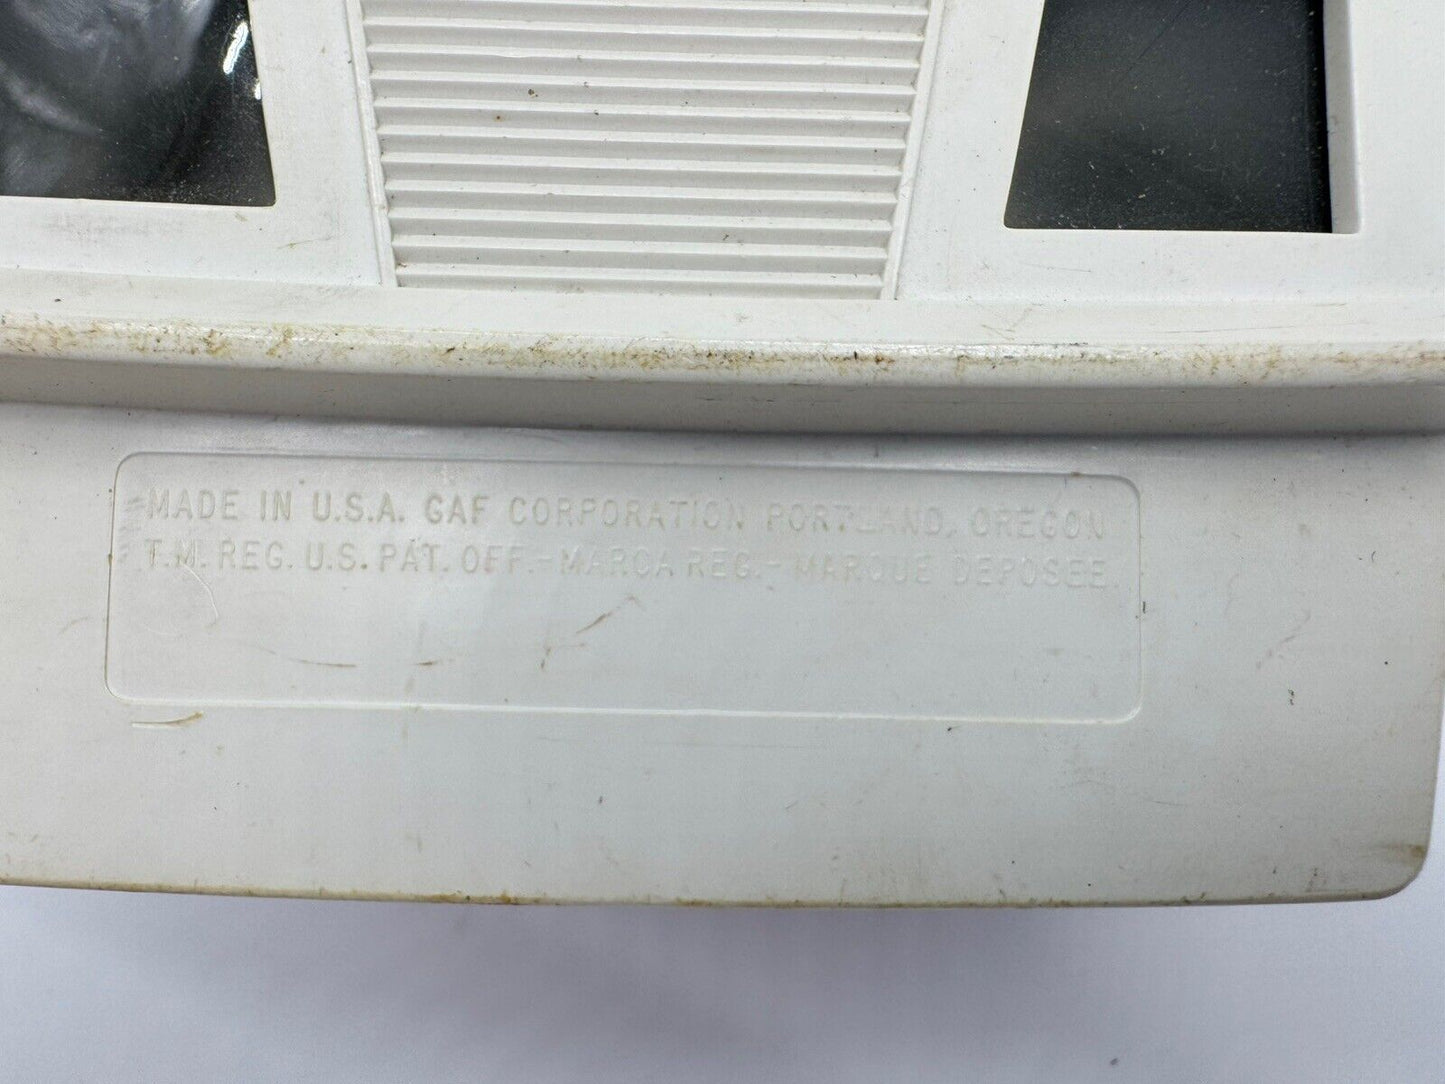 MADE IN U.S.A. GAF CORPORATION PORTLAND, OREGON
T.M. REG. U.S. PAT. OFF.-MARCA REG.-MARQUE DEPOSEE